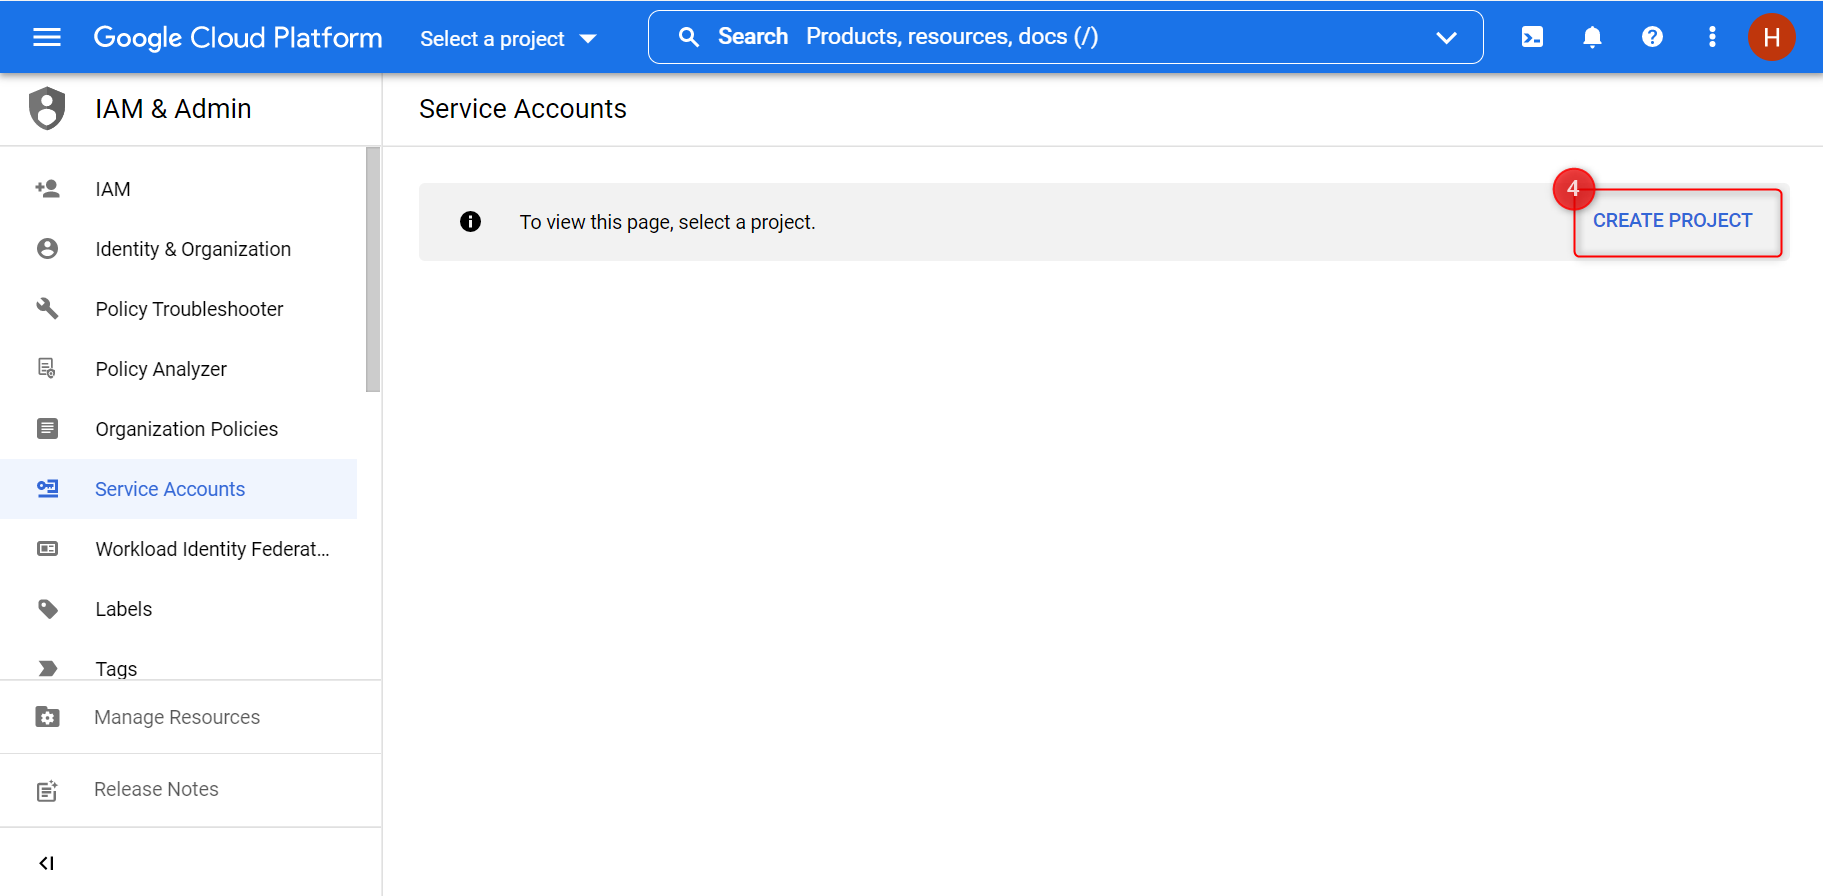 Google Cloud Platform
Select a project
Search Products, resources, docs (/)
H
IAM & Admin
Service Accounts
IAM
Identity & Organization
Policy Troubleshooter
Policy Analyzer
Organization Policies
Service Accounts
Workload Identity Federat...
Labels
Tags
Manage Resources
Release Notes
To view this page, select a project.
4
CREATE PROJECT